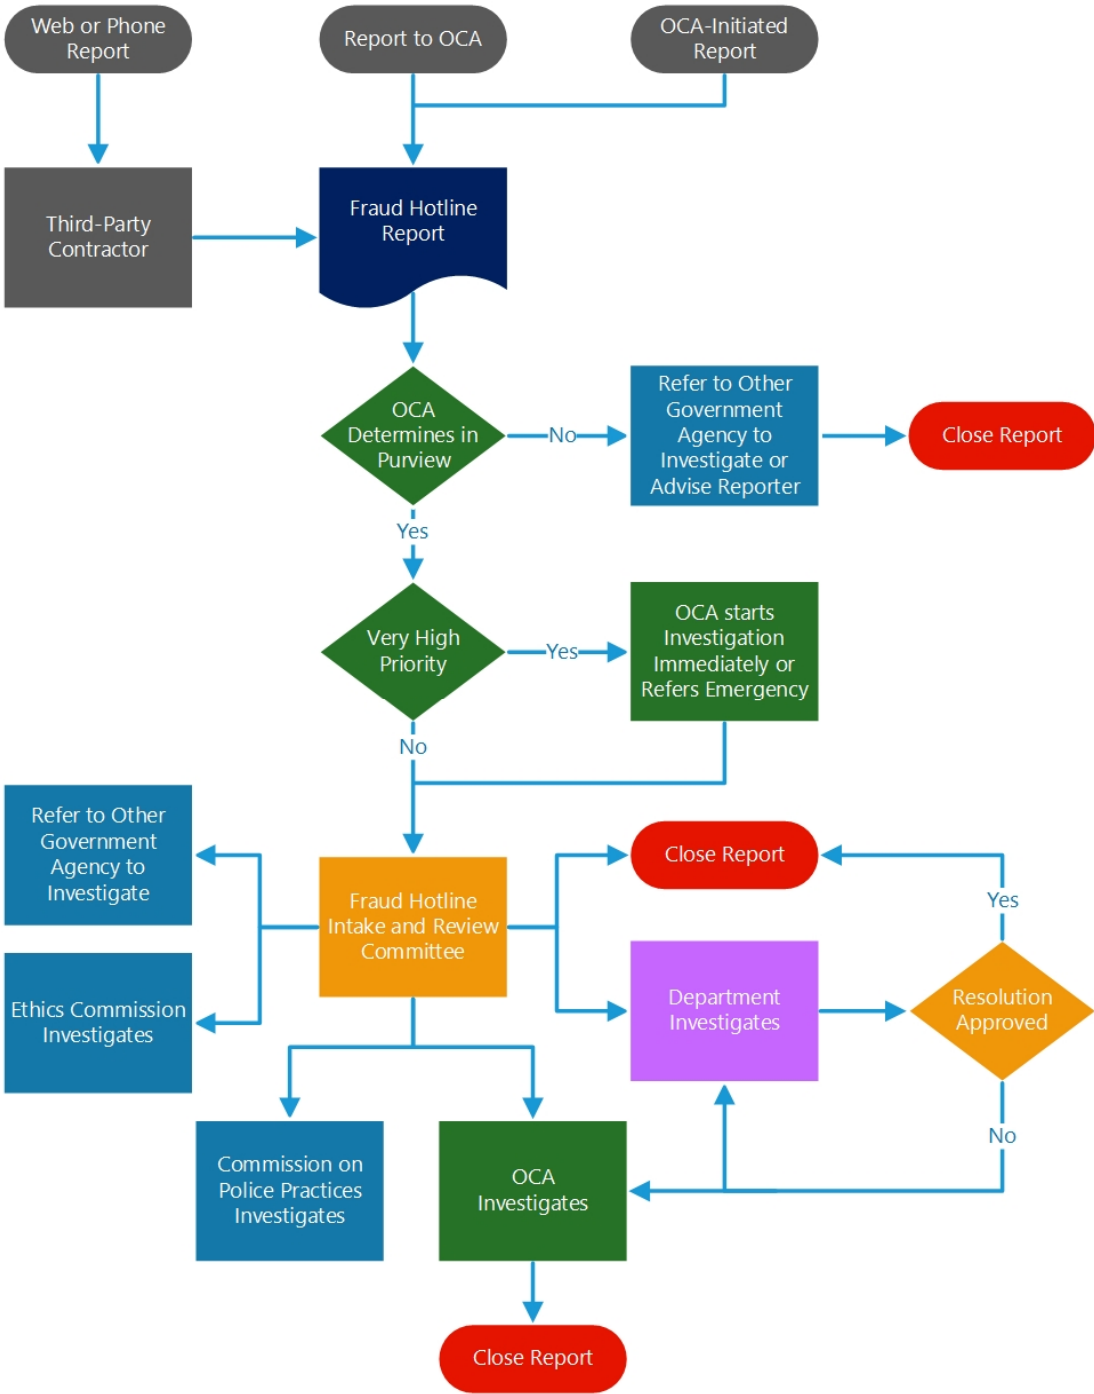 Web or Phone
Report
Report to OCA
OCA-Initiated
Report
Third-Party
Contractor
Fraud Hotline
Report
OCA
Determines in
Purview
No
Refer to Other
Government
Agency to
Investigate or
Advise Reporter
Close Report
Yes
Very High
Priority
Yes
OCA starts
Investigation
Immediately or
Refers Emergency
No
Refer to Other
Government
Agency to
Investigate
Fraud Hotline
Intake and Review
Committee
Close Report
Yes
Ethics Commission
Investigates
Department
Investigates
Resolution
Approved
No
Commission on
Police Practices
Investigates
OCA
Investigates
Close Report